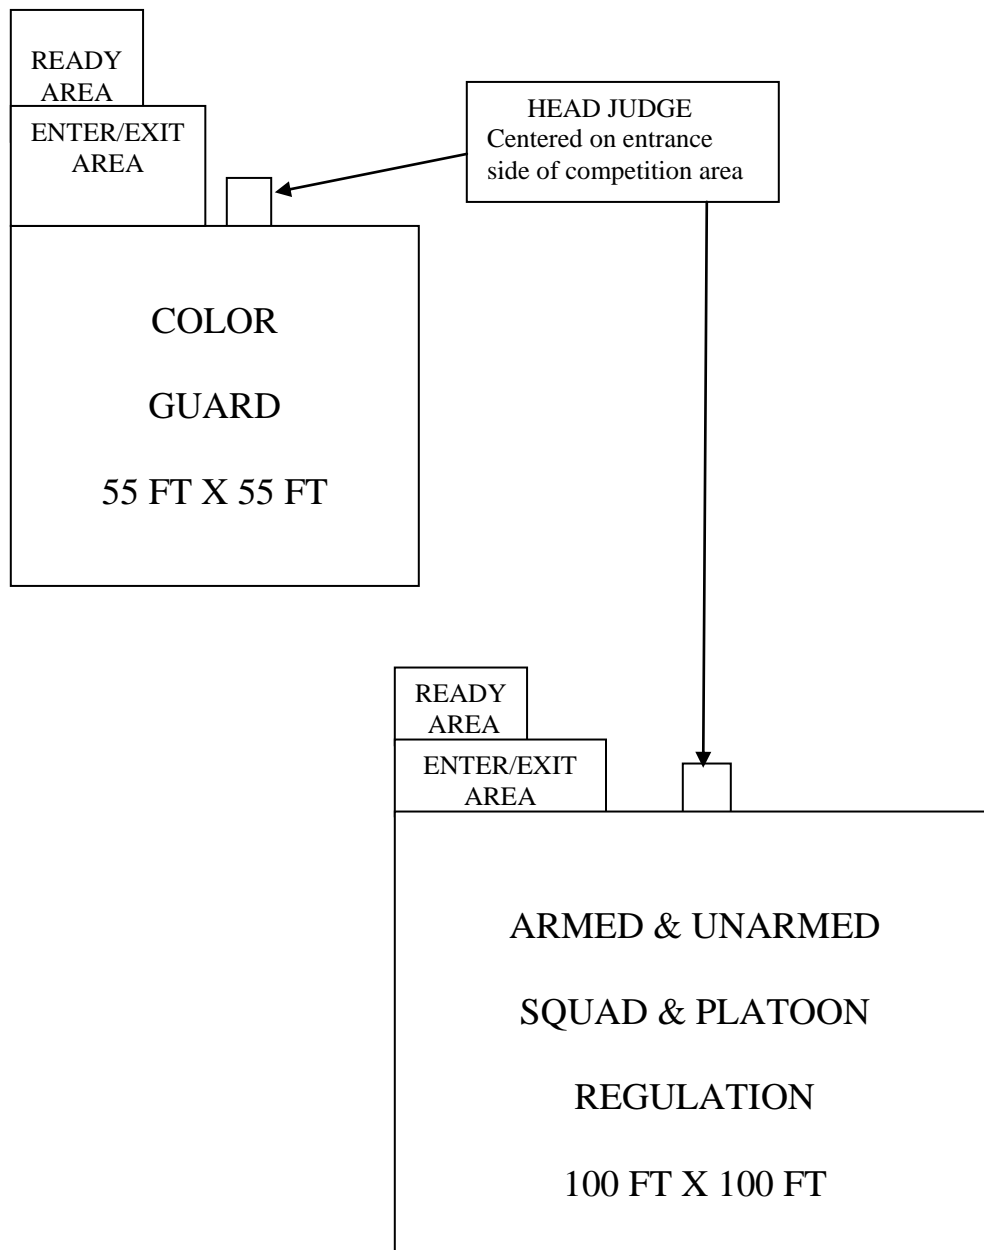 READY
AREA
ENTER/EXIT
AREA
HEAD JUDGE
Centered on entrance
side of competition area
COLOR
GUARD
55 FT X 55 FT
READY
AREA
ENTER/EXIT
AREA
ARMED & UNARMED
SQUAD & PLATOON
REGULATION
100 FT X 100 FT